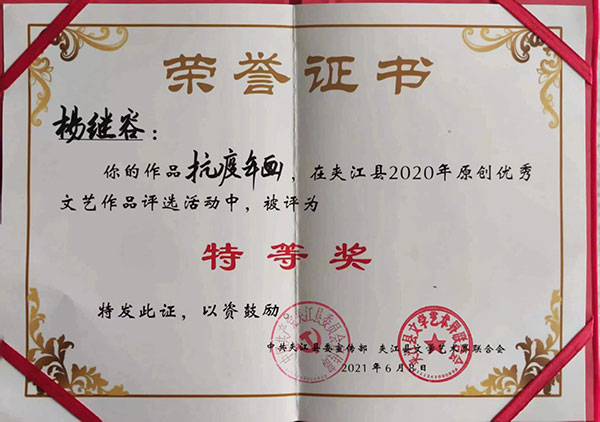 荣誉证书
杨继容：
你的作品抗疫年画，在夹江县2020年原创优秀
文艺作品评选活动中，被评为
特等奖
特发此证，以资鼓励
中共夹江县委宣传部 夹江县文学艺术界联合会
2021年6月8日